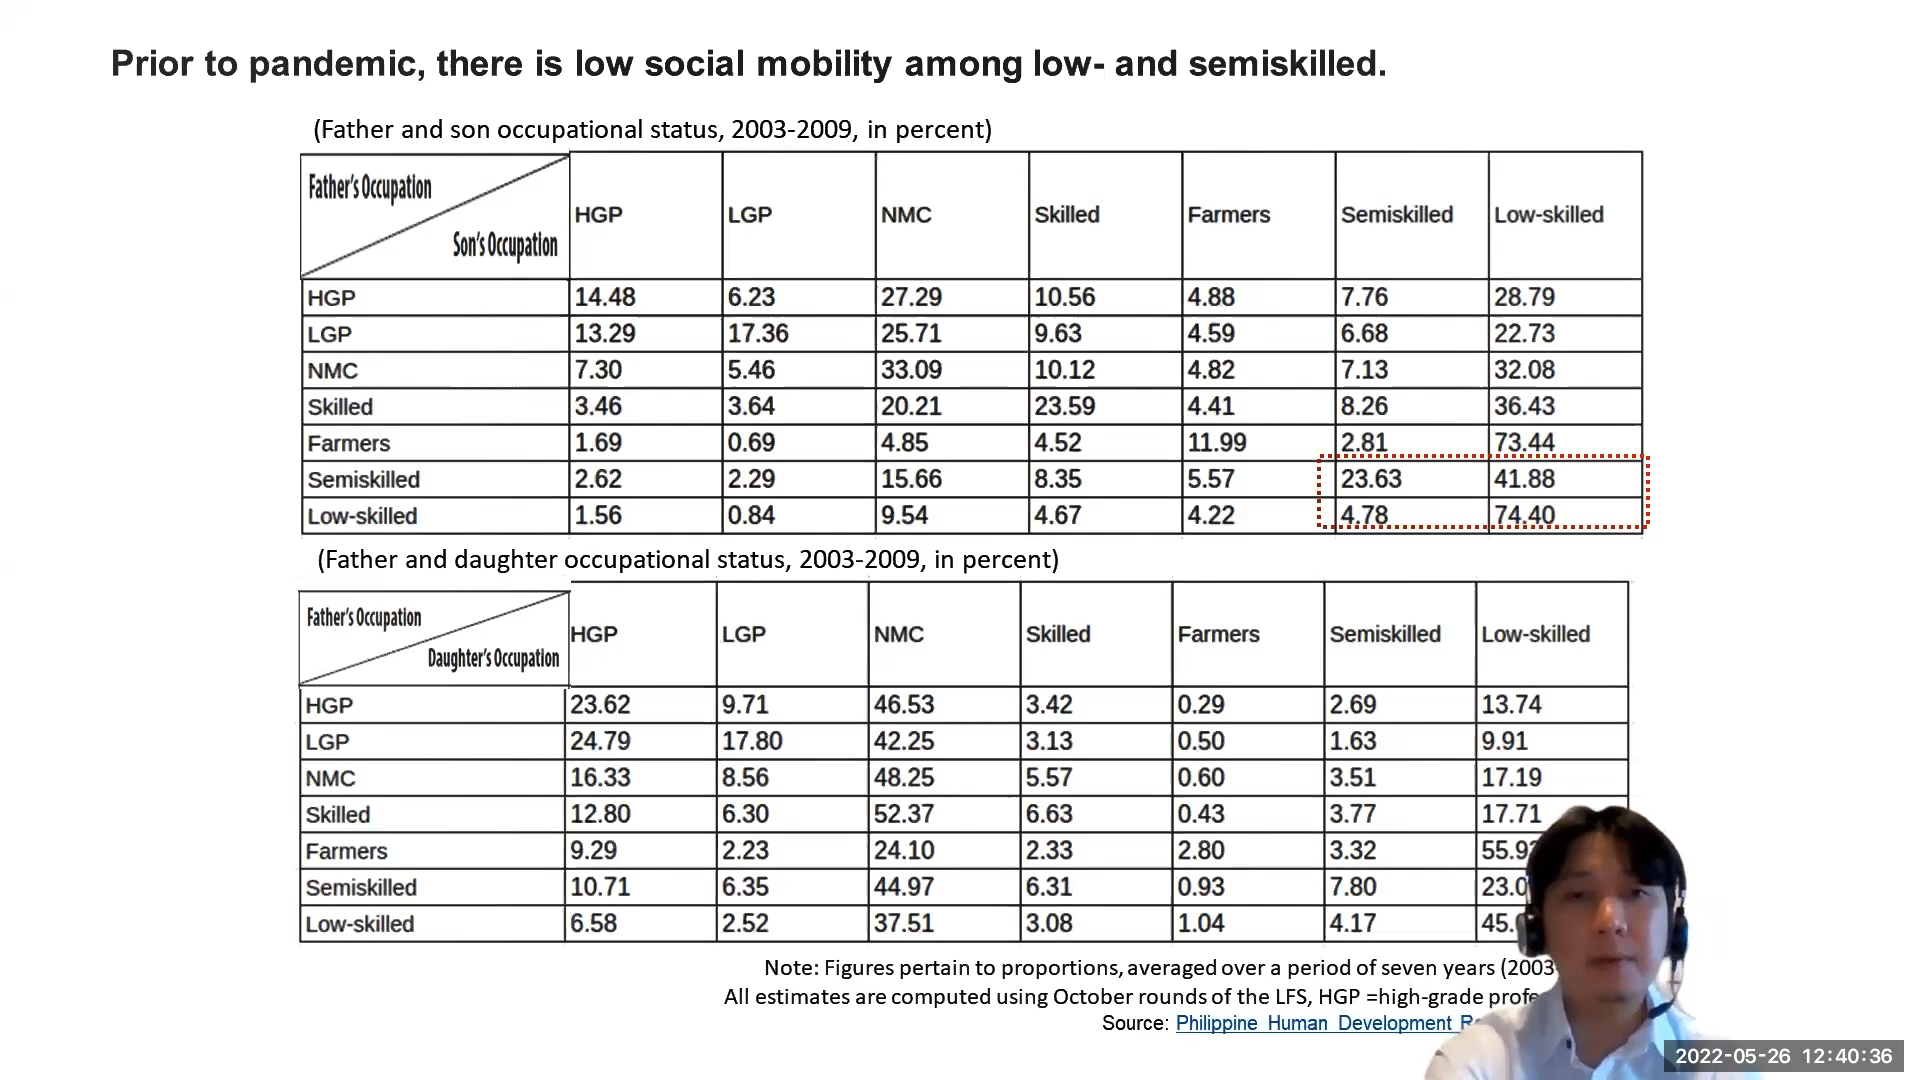 Prior to pandemic, there is low social mobility among low- and semiskilled.
(Father and son occupational status, 2003-2009, in percent)
Father's Occupation
Son's Occupation
HGP LGP NMC Skilled Farmers Semiskilled Low-skilled
HGP 14.48 6.23 27.29 10.56 4.88 7.76 28.79
LGP 13.29 17.36 25.71 9.63 4.59 6.68 22.73
NMC 7.30 5.46 33.09 10.12 4.82 7.13 32.08
Skilled 3.46 3.64 20.21 23.59 4.41 8.26 36.43
Farmers 1.69 0.69 4.85 4.52 11.99 2.81 73.44
Semiskilled 2.62 2.29 15.66 8.35 5.57 23.63 41.88
Low-skilled 1.56 0.84 9.54 4.67 4.22 4.78 74.40
(Father and daughter occupational status, 2003-2009, in percent)
Father's Occupation
Daughter's Occupation
HGP LGP NMC Skilled Farmers Semiskilled Low-skilled
HGP 23.62 9.71 46.53 3.42 0.29 2.69 13.74
LGP 24.79 17.80 42.25 3.13 0.50 1.63 9.91
NMC 16.33 8.56 48.25 5.57 0.60 3.51 17.19
Skilled 12.80 6.30 52.37 6.63 0.43 3.77 17.71
Farmers 9.29 2.23 24.10 2.33 2.80 3.32
Semiskilled 10.71 6.35 44.97 6.31 0.93 7.80
Low-skilled 6.58 2.52 37.51 3.08 1.04 4.17
Note: Figures pertain to proportions, averaged over a period of seven years (2003
All estimates are computed using October rounds of the LFS, HGP =high-grade
Source: Philippine Human Development
2022-05-26 12:40:36